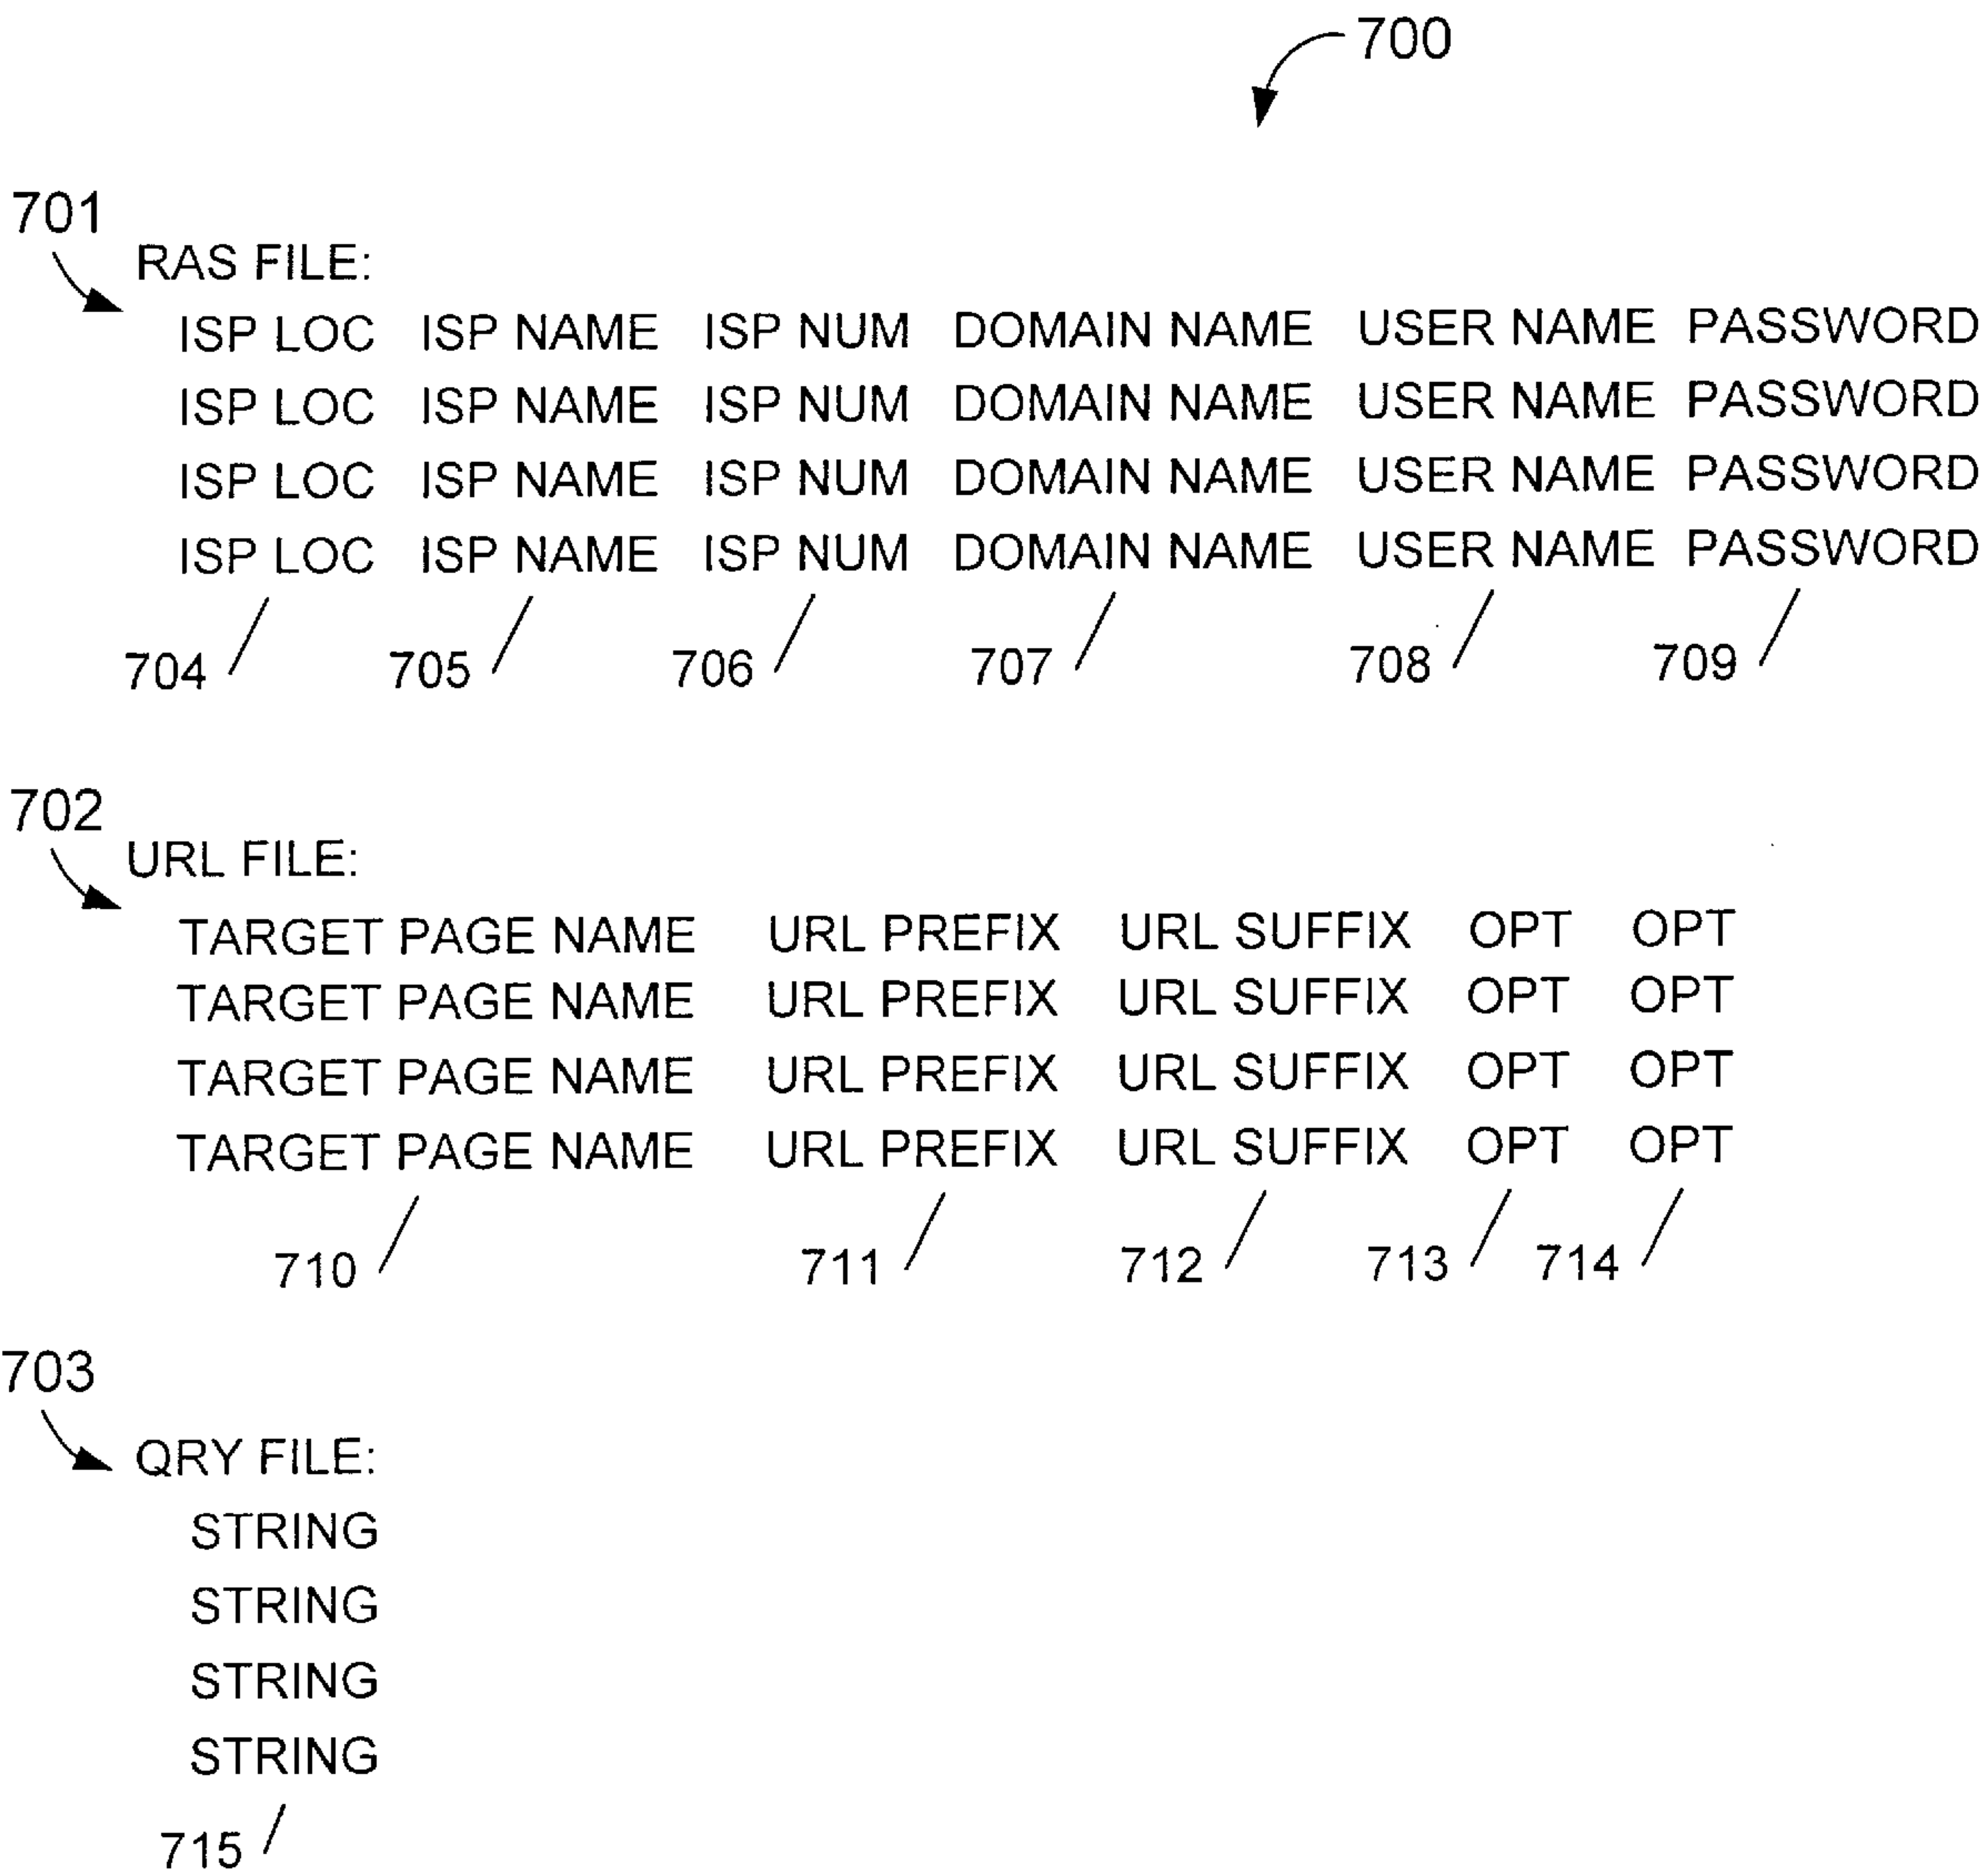 700
701
RAS FILE:
ISP LOC ISP NAME ISP NUM DOMAIN NAME USER NAME PASSWORD
ISP LOC ISP NAME ISP NUM DOMAIN NAME USER NAME PASSWORD
ISP LOC ISP NAME ISP NUM DOMAIN NAME USER NAME PASSWORD
ISP LOC ISP NAME ISP NUM DOMAIN NAME USER NAME PASSWORD
704 705 706 707 708 709
702
URL FILE:
TARGET PAGE NAME URL PREFIX URL SUFFIX OPT OPT
TARGET PAGE NAME URL PREFIX URL SUFFIX OPT OPT
TARGET PAGE NAME URL PREFIX URL SUFFIX OPT OPT
TARGET PAGE NAME URL PREFIX URL SUFFIX OPT OPT
710 711 712 713 714
703
QRY FILE:
STRING
STRING
STRING
STRING
715